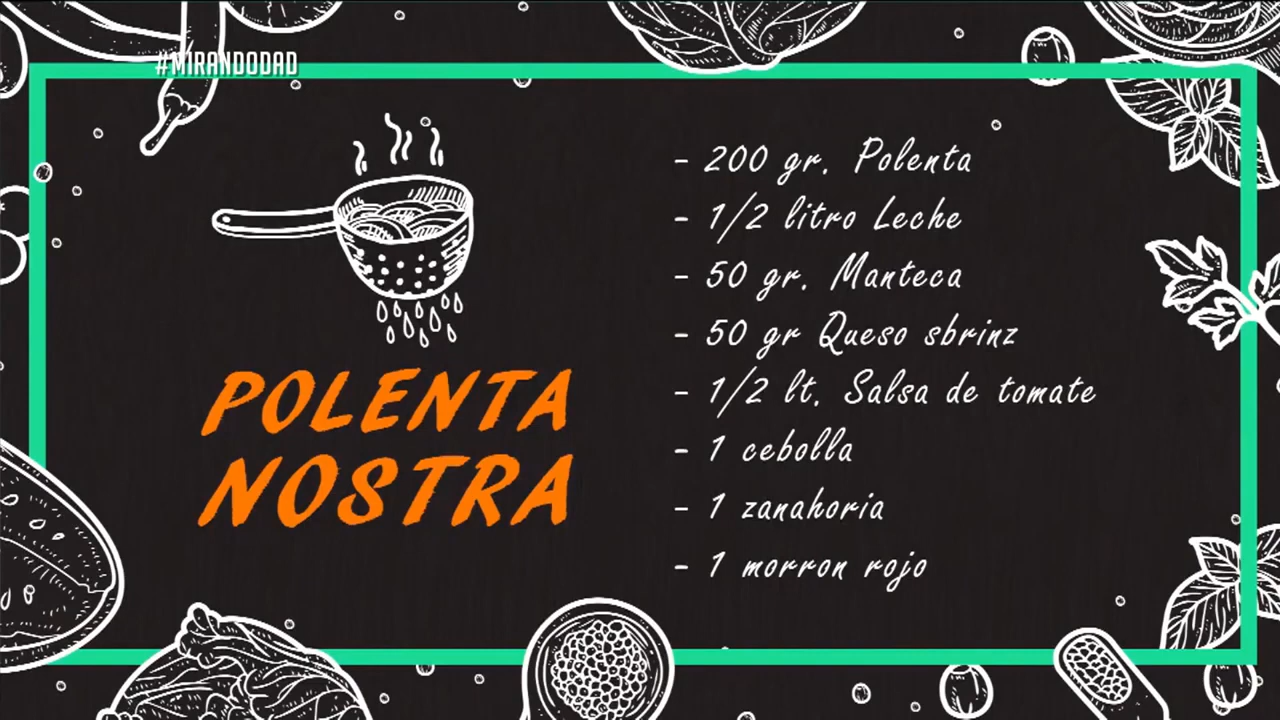 #MIRANDODAD
POLENTA
NOSTRA
- 200 gr. Polenta
- 1/2 litro Leche
- 50 gr. Manteca
- 50 gr Queso sbrinz
- 1/2 lt. Salsa de tomate
- 1 cebolla
- 1 zanahoria
- 1 morron rojo